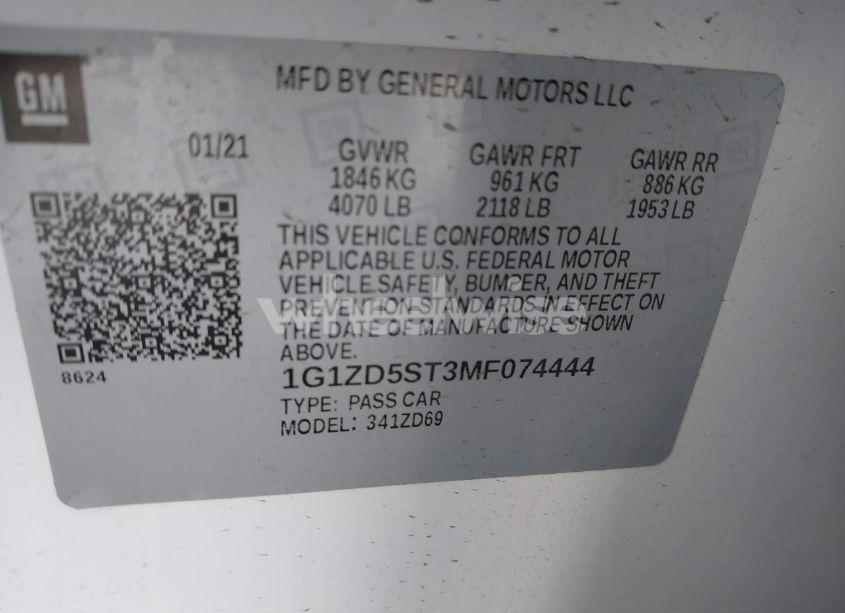 GM
MFD BY GENERAL MOTORS LLC
01/21
GVWR GAWR FRT GAWR RR
1846 KG 961 KG 886 KG
4070 LB 2118 LB 1953 LB
THIS VEHICLE CONFORMS TO ALL
APPLICABLE U.S. FEDERAL MOTOR
VEHICLE SAFETY, BUMPER, AND THEFT
PREVENTION STANDARDS IN EFFECT ON
THE DATE OF MANUFACTURE SHOWN
ABOVE.
8624
1G1ZD5ST3MF074444
TYPE: PASS CAR
MODEL: 341ZD69